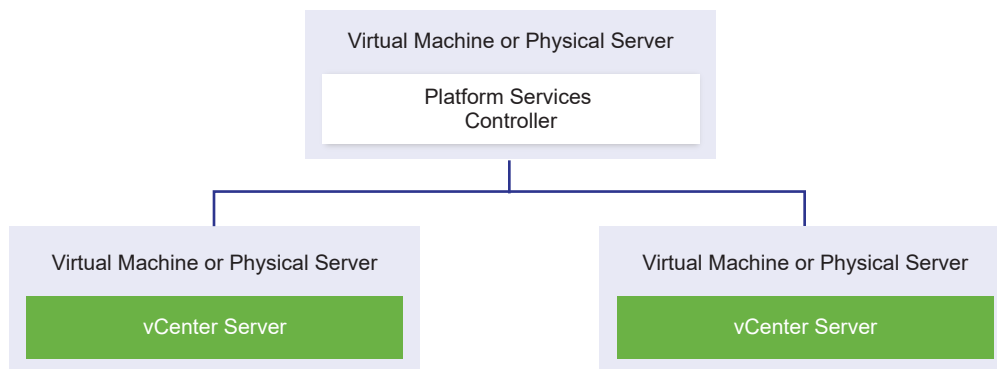 Virtual Machine or Physical Server
Platform Services
Controller
Virtual Machine or Physical Server
vCenter Server
Virtual Machine or Physical Server
vCenter Server